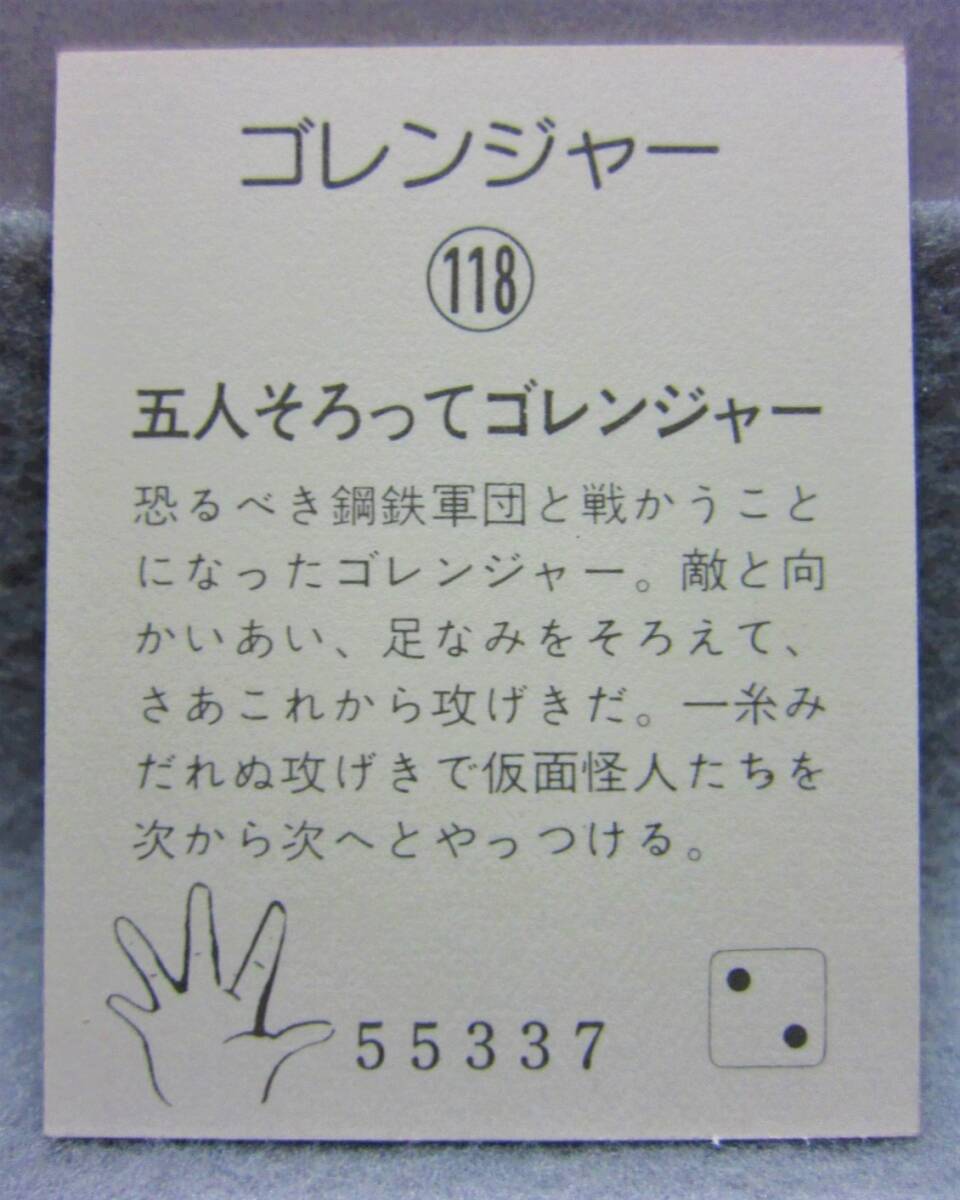 ゴレンジャー
118
五人そろってゴレンジャー
恐るべき鋼鉄軍団と戦かうこと
になったゴレンジャー。敵と向
かいあい、足なみをそろえて、
さあこれから攻げきだ。一糸み
だれぬ攻げきで仮面怪人たちを
次から次へとやっつける。
55337